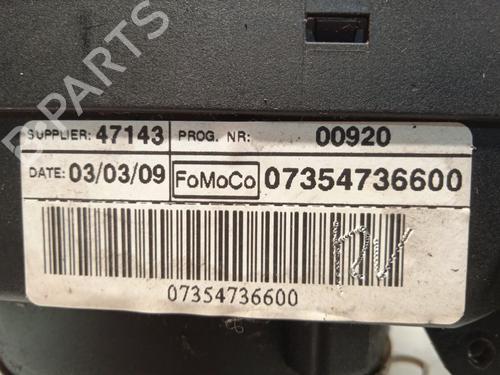 B-PARTS
SUPPLIER: 47143 PROG. NR: 00920
DATE: 03/03/09 FoMoCo 07354736600
07354736600